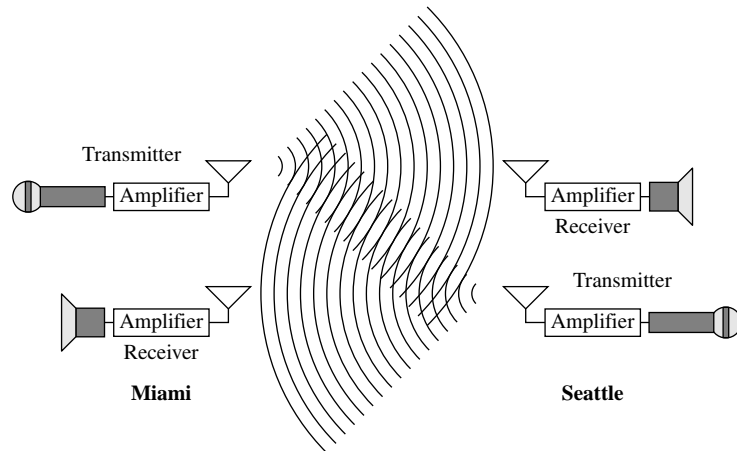 Transmitter
Amplifier
Amplifier
Receiver
Transmitter
Amplifier
Amplifier
Receiver
Miami
Seattle